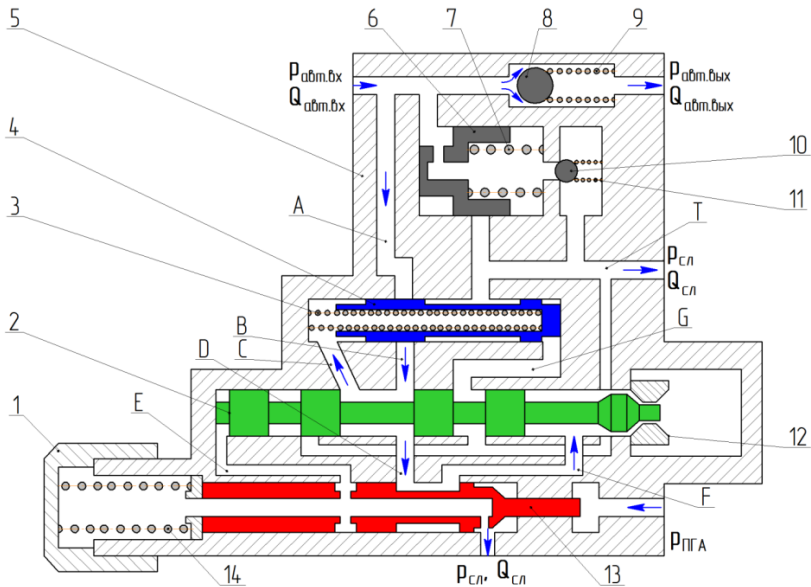 6 7 8 9
5
pавт.вх
Qавт.вх
pавт.вых
Qавт.вых
4
10
11
3
A
T
pсл
Qсл
B
2
D
C
G
E
1
12
F
14
13
pПГА
pсл, Qсл